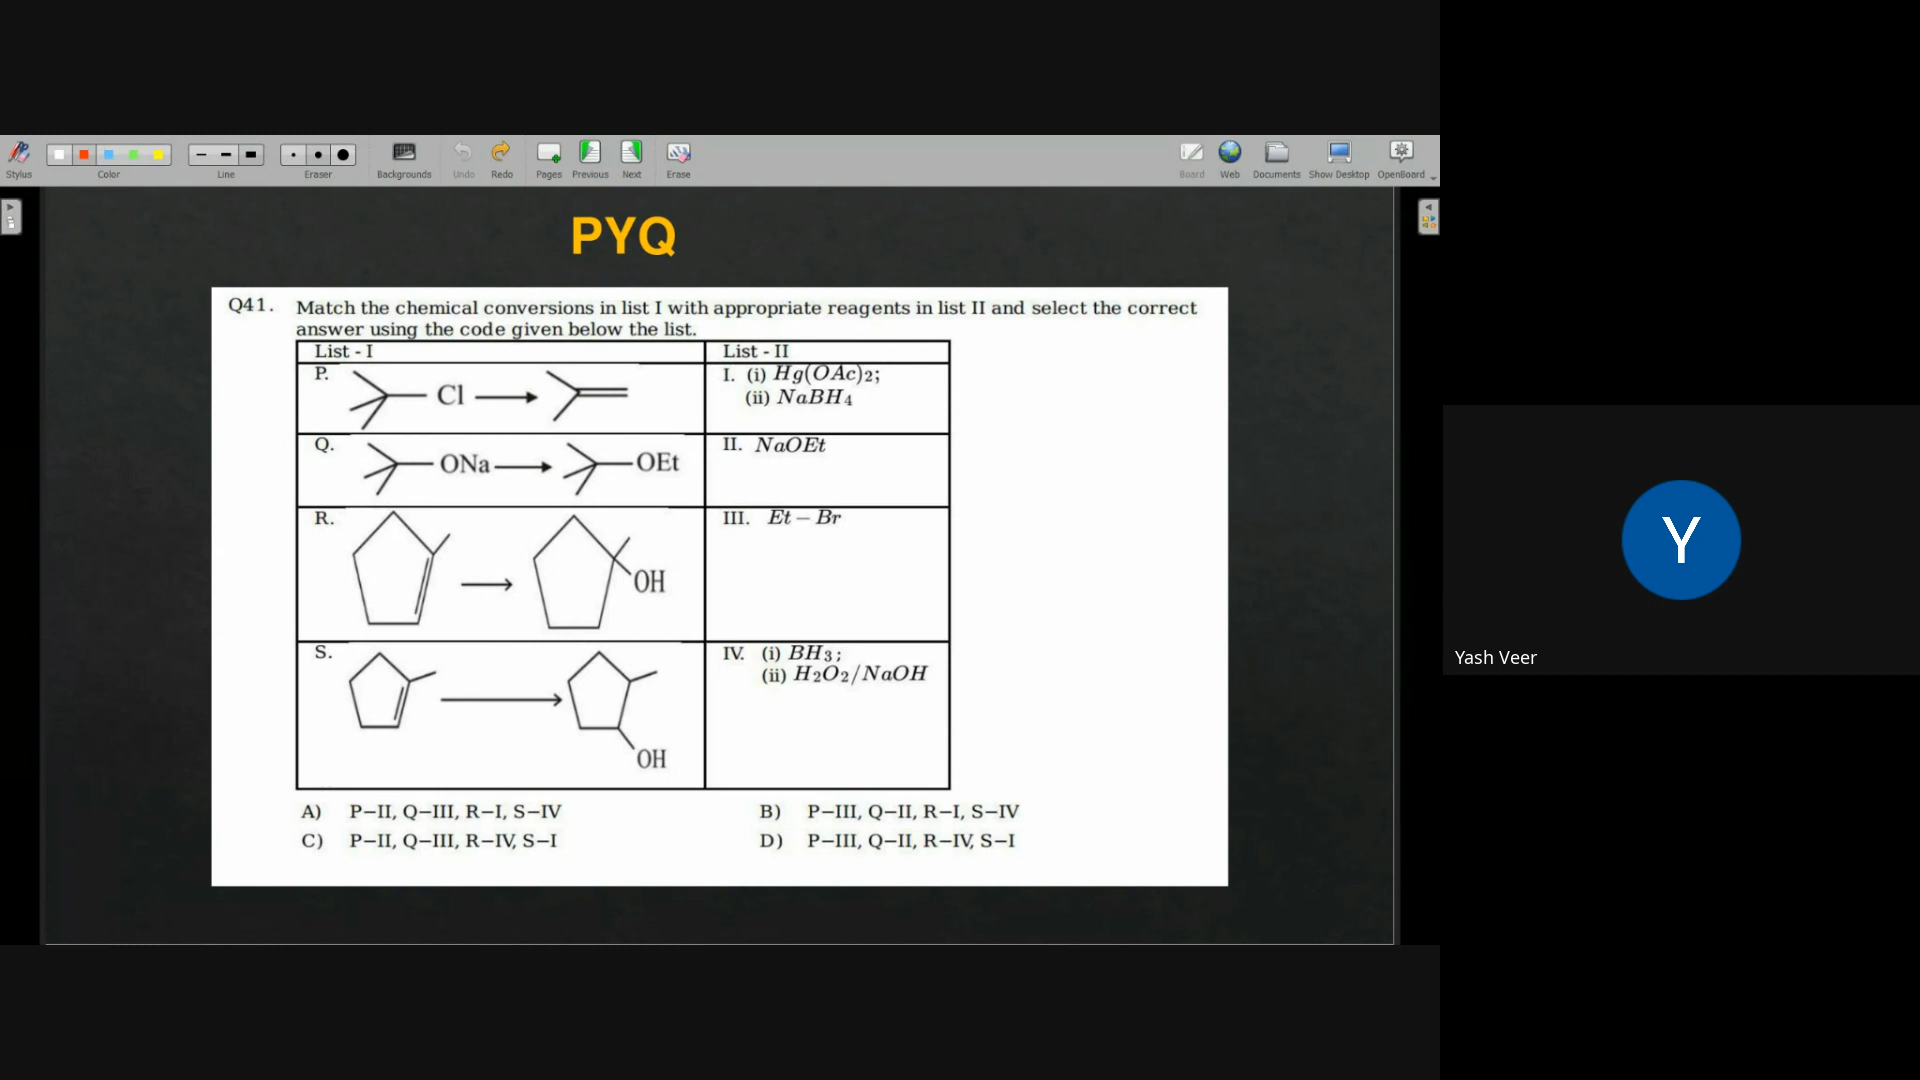 Stylus
Color
Line
Eraser
Backgrounds
Undo
Redo
Pages
Previous
Next
Erase
Board
Web
Documents
Show Desktop
OpenBoard
PYQ
Q41. Match the chemical conversions in list I with appropriate reagents in list II and select the correct
answer using the code given below the list.
List - I
List - II
P.
Cl
I. (i) Hg(OAc)2;
(ii) NaBH4
Q.
ONa
OEt
II. NaOEt
R.
OH
III. Et – Br
S.
OH
IV. (i) BH3;
(ii) H2O2/NaOH
A) P–II, Q–III, R–I, S–IV
B) P–III, Q–II, R–I, S–IV
C) P–II, Q–III, R–IV, S–I
D) P–III, Q–II, R–IV, S–I
Y
Yash Veer